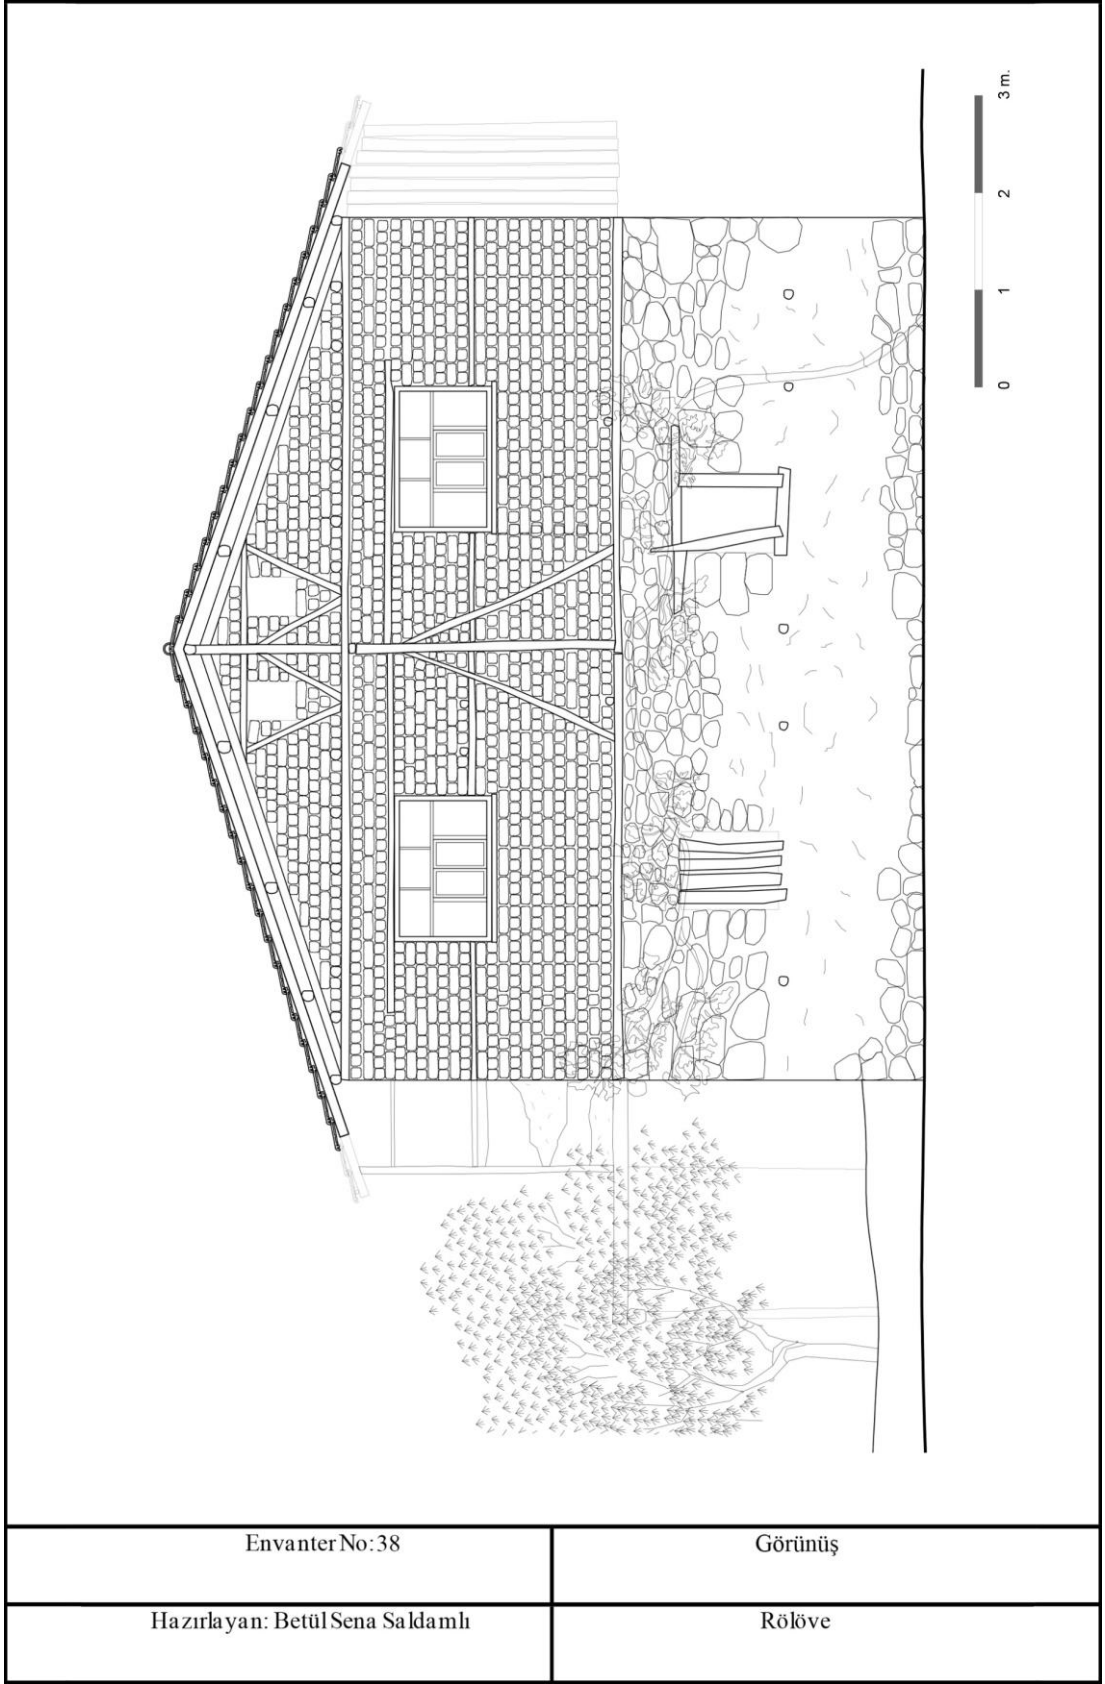 0 1 2 3 m.
Envanter No: 38
Görünüş
Hazırlayan: Betül Sena Saldamlı
Rölöve